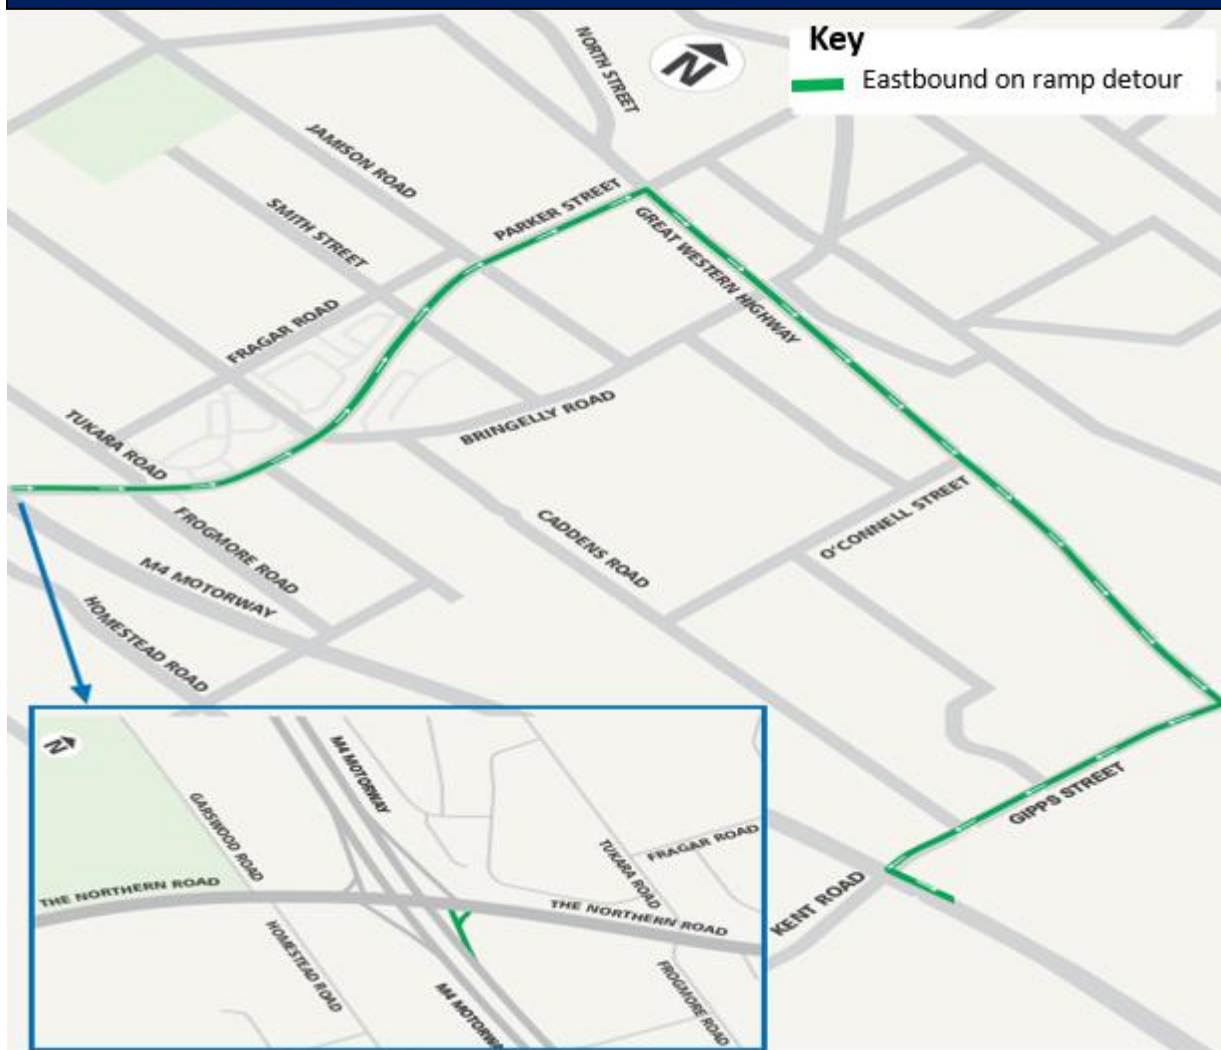 Key
Eastbound on ramp detour
N
NORTH STREET
JAMISON ROAD
PARKER STREET
SMITH STREET
GREAT WESTERN HIGHWAY
FRAGAR ROAD
BRINGELLY ROAD
TUKARA ROAD
O'CONNELL STREET
FROGMORE ROAD
CADDENS ROAD
M4 MOTORWAY
HOMESTEAD ROAD
GIPPS STREET
KENT ROAD
N
M4 MOTORWAY
GARSWOOD ROAD
FRAGAR ROAD
TUKARA ROAD
THE NORTHERN ROAD
THE NORTHERN ROAD
HOMESTEAD ROAD
FROGMORE ROAD
M4 MOTORWAY